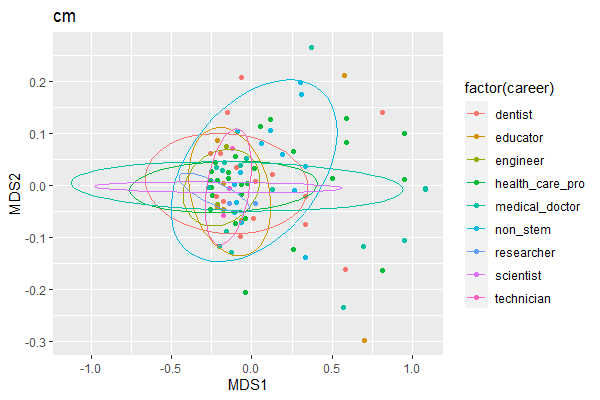 cm
factor(career)
dentist
educator
engineer
health_care_pro
medical_doctor
non_stem
researcher
scientist
technician
MDS2
0.2
0.1
0.0
-0.1
-0.2
-0.3
-1.0 -0.5 0.0 0.5 1.0
MDS1